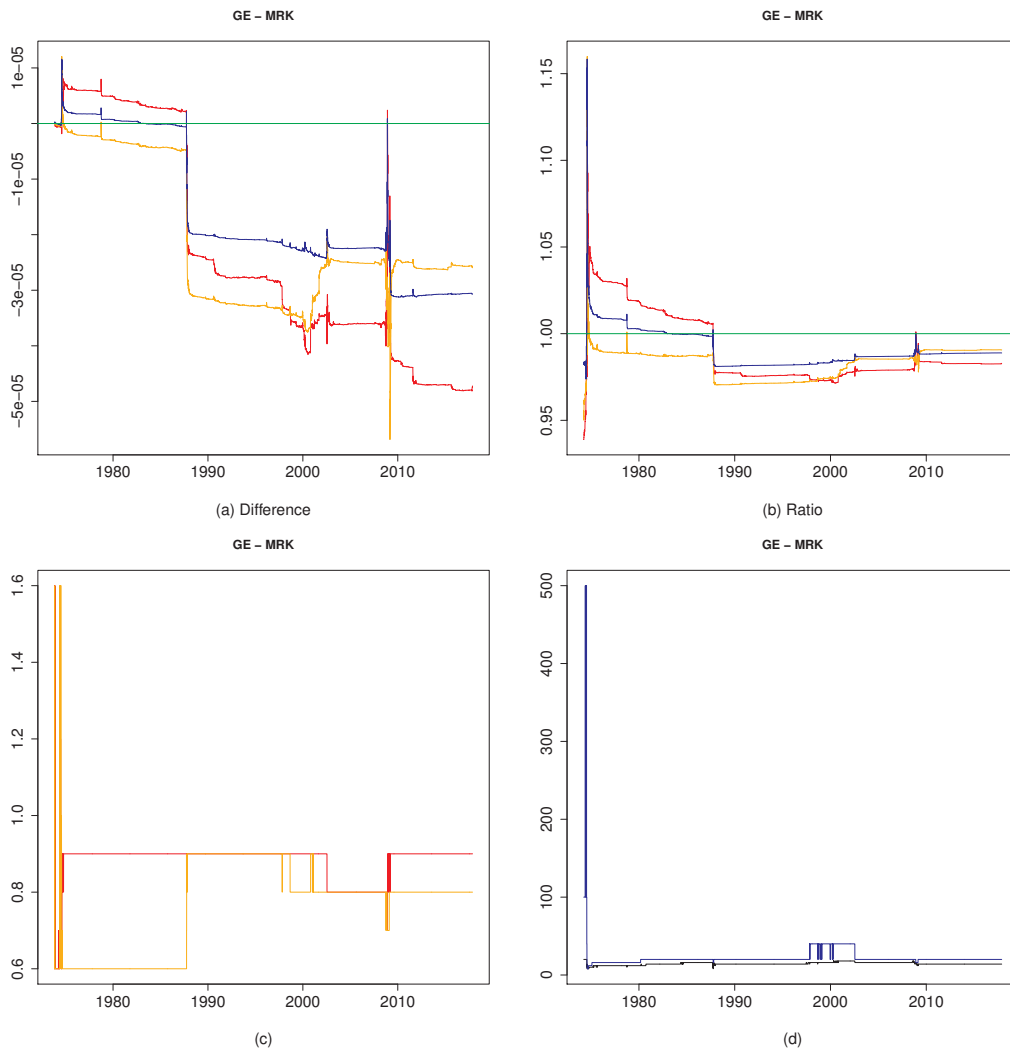 GE − MRK
1e−05
−1e−05
−3e−05
−5e−05
1980 1990 2000 2010
(a) Difference
GE − MRK
1.15
1.10
1.05
1.00
0.95
1980 1990 2000 2010
(b) Ratio
GE − MRK
1.6
1.4
1.2
1.0
0.8
0.6
1980 1990 2000 2010
(c)
GE − MRK
500
400
300
200
100
0
1980 1990 2000 2010
(d)